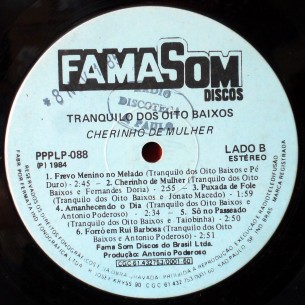 FAMASOM
DISCOS
TRANQUILO DOS OITO BAIXOS
DISCOTECA
PAULA
CHEIRINHO DE MULHER
PPPLP-088
(P) 1984
LADO B
ESTÉREO
1. Frevo Menino no Melado (Tranquilo dos Oito Baixos e Pé
Duro) - 2:45 — 2. Cherinho de Mulher (Tranquilo dos Oito
Baixos e Fernandes Doria) — 3. Puxada de Fole
(Tranquilo dos Oito Baixos e Jonato Macedo) - 2:
4. Amanhecendo o Dia (Tranquilo dos Oito Baixos e
Antonio Poderoso) - 2:34 — 5. Só no Passeado
(Tranquilo dos Oito Baixos e Taiobinha) - 2:50
6. Forró em Rui Barbosa (Tranquilo dos Oito Baixos
e Antonio Poderoso) - 2:51
Fama Som Discos do Brasil Ltda.
Produção: Antonio Poderoso